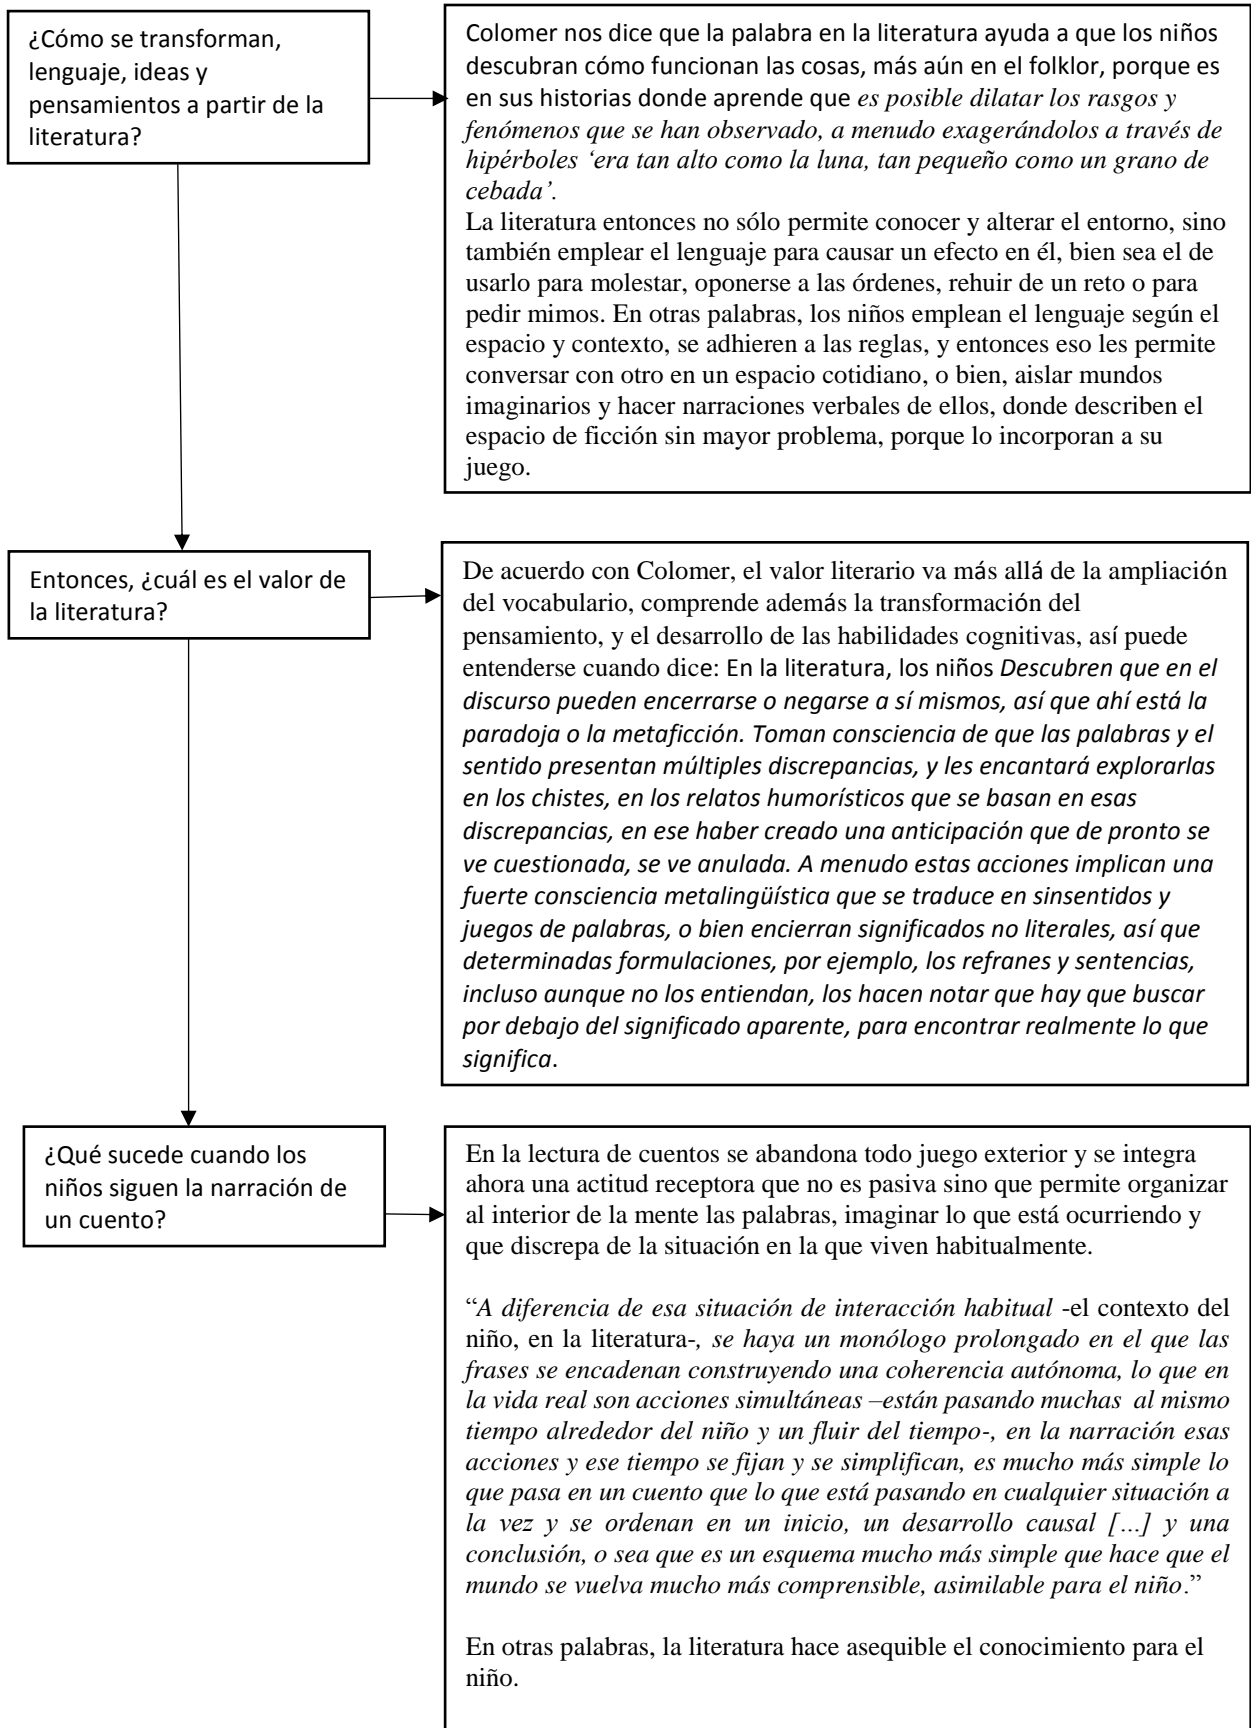 ¿Cómo se transforman,
lenguaje, ideas y
pensamientos a partir de la
literatura?
Colomer nos dice que la palabra en la literatura ayuda a que los niños
descubran cómo funcionan las cosas, más aún en el folklor, porque es
en sus historias donde aprende que es posible dilatar los rasgos y
fenómenos que se han observado, a menudo exagerándolos a través de
hipérboles ‘era tan alto como la luna, tan pequeño como un grano de
cebada’.
La literatura entonces no sólo permite conocer y alterar el entorno, sino
también emplear el lenguaje para causar un efecto en él, bien sea el de
usarlo para molestar, oponerse a las órdenes, rehuir de un reto o para
pedir mimos. En otras palabras, los niños emplean el lenguaje según el
espacio y contexto, se adhieren a las reglas, y entonces eso les permite
conversar con otro en un espacio cotidiano, o bien, aislar mundos
imaginarios y hacer narraciones verbales de ellos, donde describen el
espacio de ficción sin mayor problema, porque lo incorporan a su
juego.
Entonces, ¿cuál es el valor de
la literatura?
De acuerdo con Colomer, el valor literario va más allá de la ampliación
del vocabulario, comprende además la transformación del
pensamiento, y el desarrollo de las habilidades cognitivas, así puede
entenderse cuando dice: En la literatura, los niños Descubren que en el
discurso pueden encerrarse o negarse a sí mismos, así que ahí está la
paradoja o la metaficción. Toman consciencia de que las palabras y el
sentido presentan múltiples discrepancias, y les encantará explorarlas
en los chistes, en los relatos humorísticos que se basan en esas
discrepancias, en ese haber creado una anticipación que de pronto se
ve cuestionada, se ve anulada. A menudo estas acciones implican una
fuerte consciencia metalingüística que se traduce en sinsentidos y
juegos de palabras, o bien encierran significados no literales, así que
determinadas formulaciones, por ejemplo, los refranes y sentencias,
incluso aunque no los entiendan, los hacen notar que hay que buscar
por debajo del significado aparente, para encontrar realmente lo que
significa.
¿Qué sucede cuando los
niños siguen la narración de
un cuento?
En la lectura de cuentos se abandona todo juego exterior y se integra
ahora una actitud receptora que no es pasiva sino que permite organizar
al interior de la mente las palabras, imaginar lo que está ocurriendo y
que discrepa de la situación en la que viven habitualmente.
“A diferencia de esa situación de interacción habitual -el contexto del
niño, en la literatura-, se haya un monólogo prolongado en el que las
frases se encadenan construyendo una coherencia autónoma, lo que en
la vida real son acciones simultáneas –están pasando muchas al mismo
tiempo alrededor del niño y un fluir del tiempo-, en la narración esas
acciones y ese tiempo se fijan y se simplifican, es mucho más simple lo
que pasa en un cuento que lo que está pasando en cualquier situación a
la vez y se ordenan en un inicio, un desarrollo causal [...] y una
conclusión, o sea que es un esquema mucho más simple que hace que el
mundo se vuelva mucho más comprensible, asimilable para el niño.”
En otras palabras, la literatura hace asequible el conocimiento para el
niño.